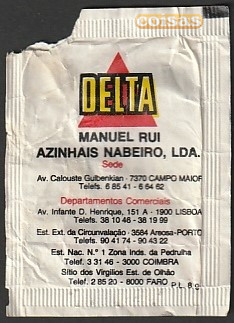 coisas
DELTA
MANUEL RUI
AZINHAIS NABEIRO, LDA.
Sede
Av. Calouste Gulbenkian - 7370 CAMPO MAIOR
Telefs. 6 85 41 - 6 64 62
Departamentos Comerciais
Av. Infante D. Henrique, 151 A - 1900 LISBOA
Telefs. 38 10 46 - 38 19 99
Est. Ext. da Circunvalação - 3584 Areosa-PORTO
Telefs. 90 41 74 - 90 43 22
Est. Nac. N.º 1 Zona Inds. da Pedrulha
Telef. 3 31 46 - 3000 COIMBRA
Sítio dos Virgílios Est. de Olhão
Telef. 2 85 20 - 8000 FARO
P.L. 8 g